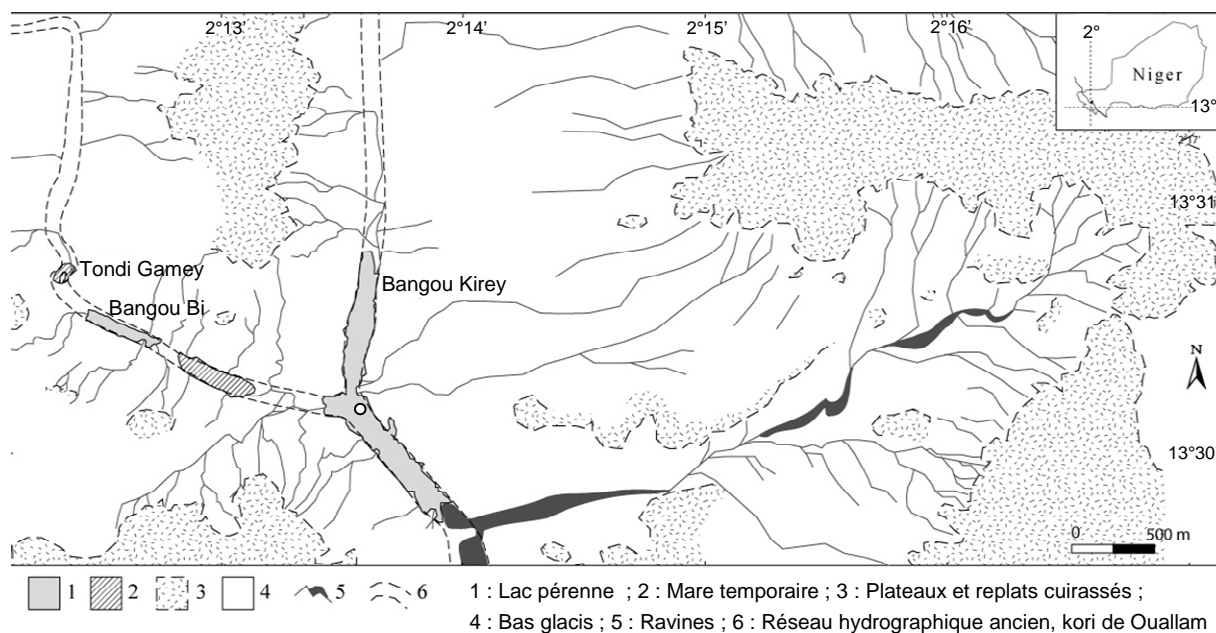 2°13’ 2°14’ 2°15’ 2°16’
2°
Niger
13°
13°31
Tondi Gamey
Bangou Kirey
Bangou Bi
N
13°30
0 500 m
1 2 3 4 5 6
1 : Lac pérenne ; 2 : Mare temporaire ; 3 : Plateaux et replats cuirassés ;
4 : Bas glacis ; 5 : Ravines ; 6 : Réseau hydrographique ancien, kori de Ouallam